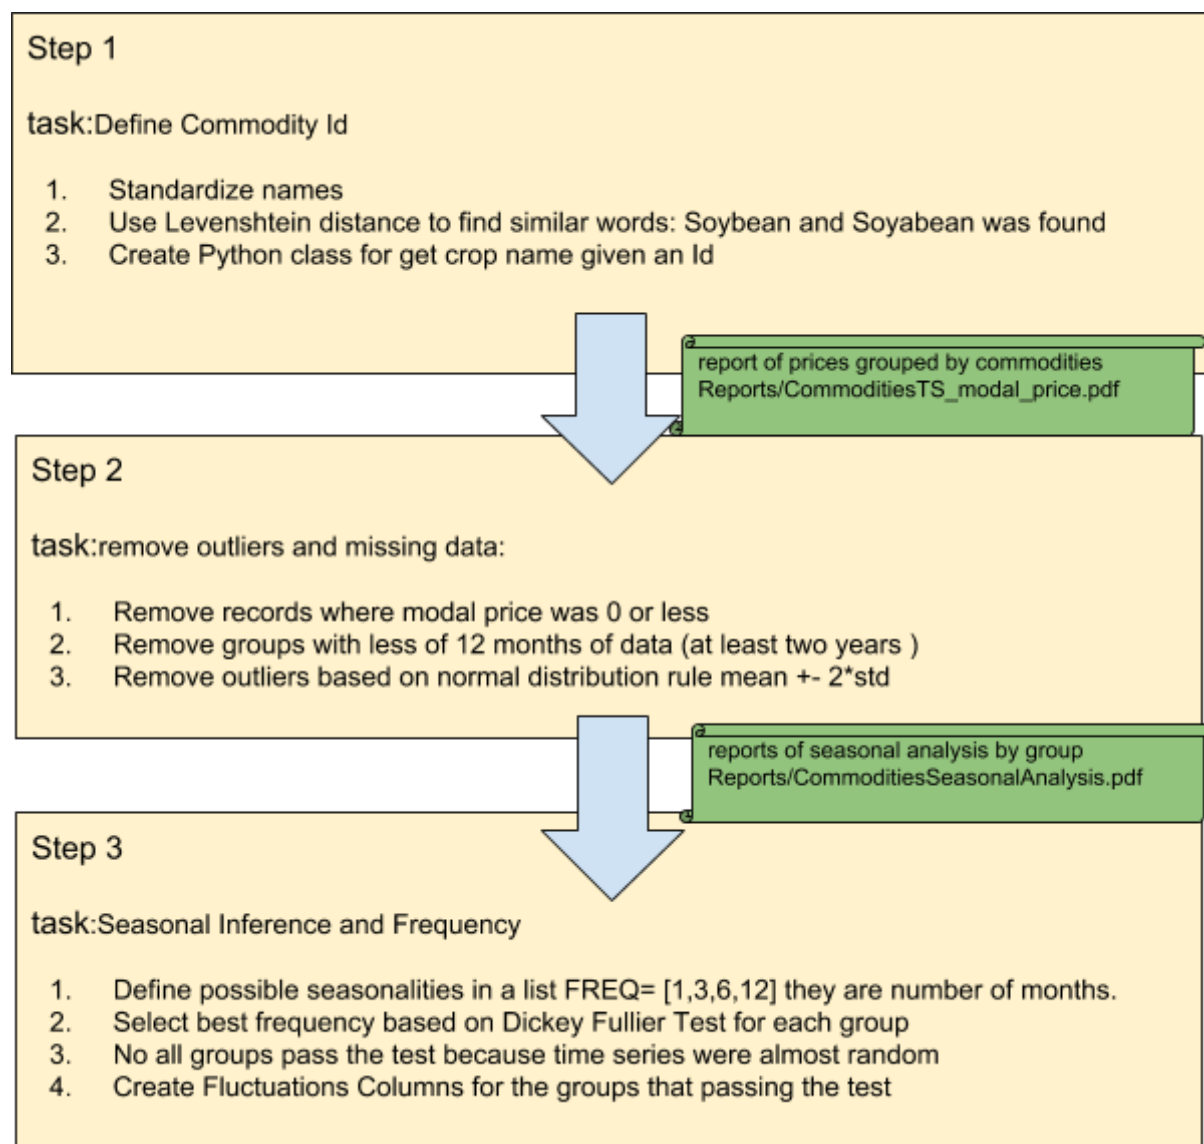 Step 1
task:Define Commodity Id
1. Standardize names
2. Use Levenshtein distance to find similar words: Soybean and Soyabean was found
3. Create Python class for get crop name given an Id
report of prices grouped by commodities
Reports/CommoditiesTS_modal_price.pdf
Step 2
task:remove outliers and missing data:
1. Remove records where modal price was 0 or less
2. Remove groups with less of 12 months of data (at least two years )
3. Remove outliers based on normal distribution rule mean +- 2*std
reports of seasonal analysis by group
Reports/CommoditiesSeasonalAnalysis.pdf
Step 3
task:Seasonal Inference and Frequency
1. Define possible seasonalities in a list FREQ= [1,3,6,12] they are number of months.
2. Select best frequency based on Dickey Fullier Test for each group
3. No all groups pass the test because time series were almost random
4. Create Fluctuations Columns for the groups that passing the test